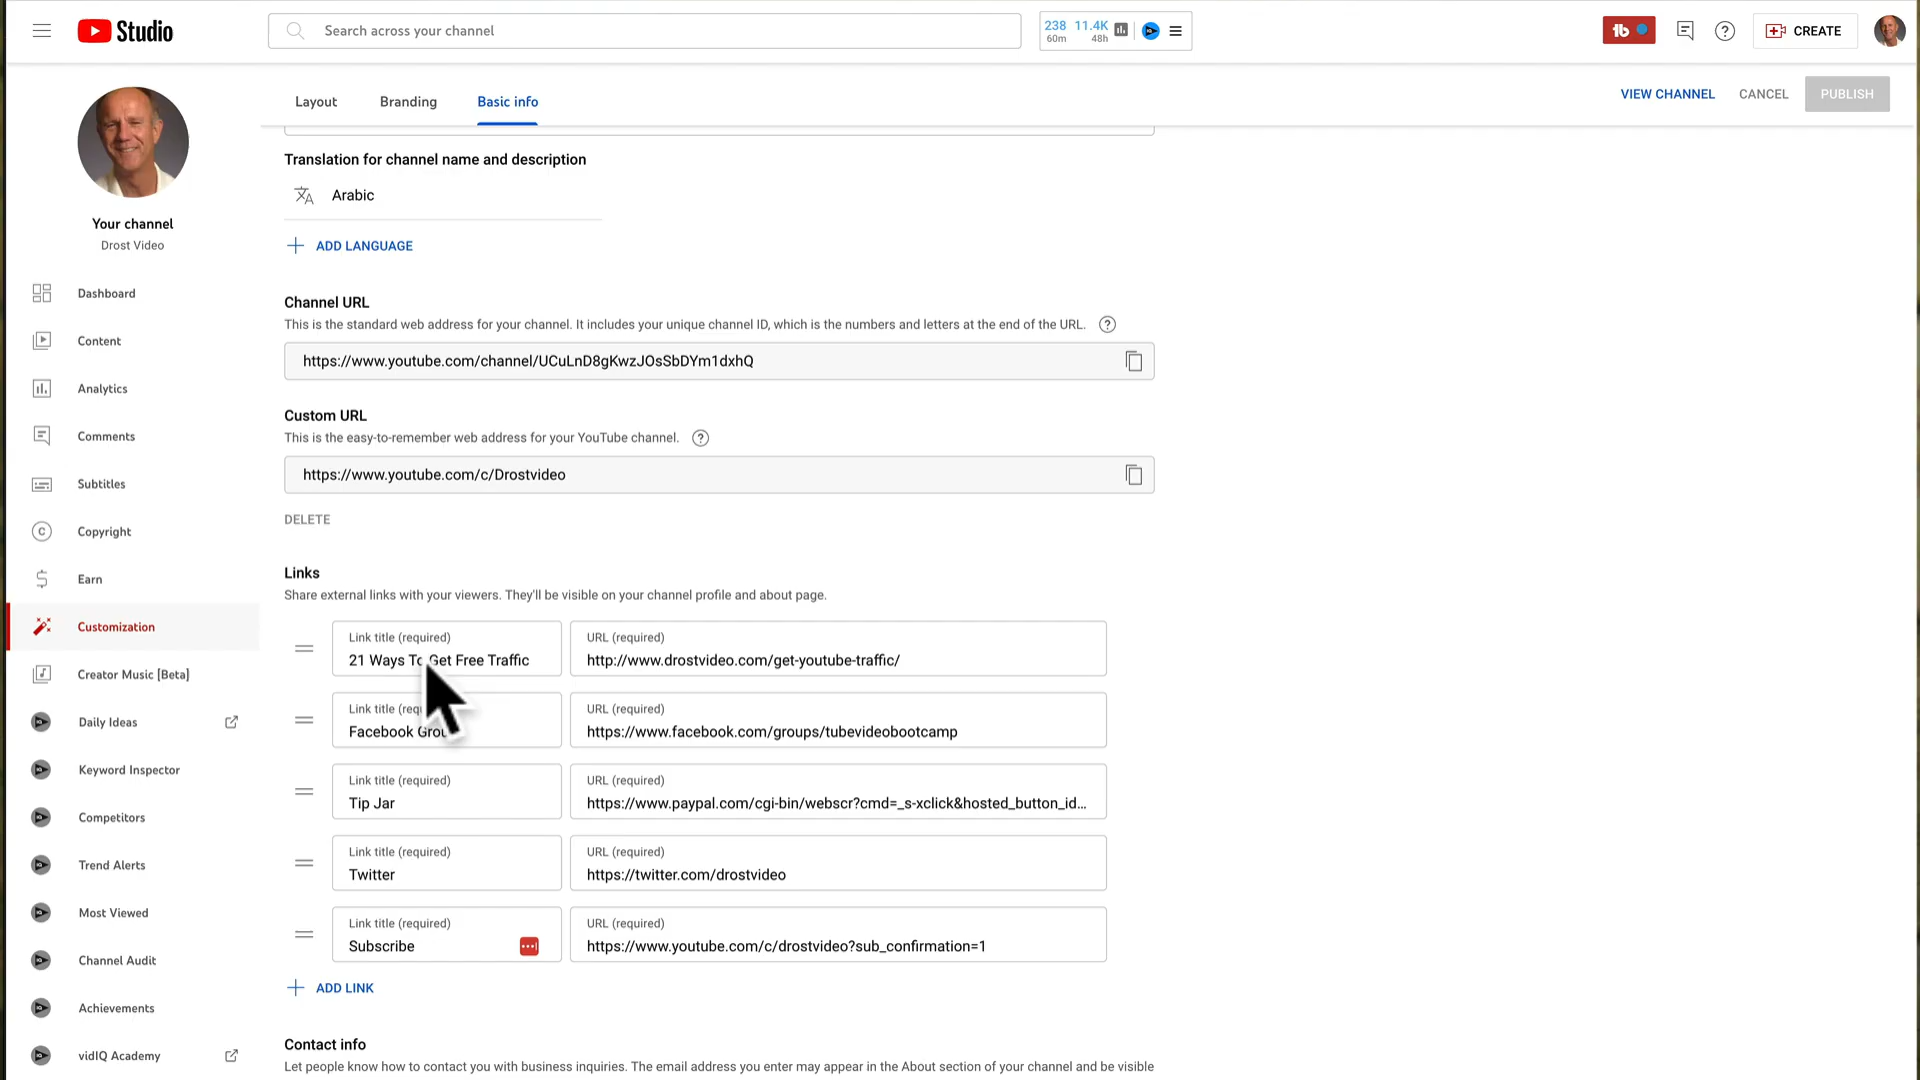 Studio
Search across your channel
238 11.4K
60m 48h
tb
CREATE
Layout
Branding
Basic info
VIEW CHANNEL
CANCEL
PUBLISH
Your channel
Drost Video
Dashboard
Content
Analytics
Comments
Subtitles
Copyright
Earn
Customization
Creator Music [Beta]
Daily Ideas
Keyword Inspector
Competitors
Trend Alerts
Most Viewed
Channel Audit
Achievements
vidIQ Academy
Translation for channel name and description
Arabic
ADD LANGUAGE
Channel URL
This is the standard web address for your channel. It includes your unique channel ID, which is the numbers and letters at the end of the URL.
https://www.youtube.com/channel/UCuLnD8gKwzJOsSbDYm1dxhQ
Custom URL
This is the easy-to-remember web address for your YouTube channel.
https://www.youtube.com/c/Drostvideo
DELETE
Links
Share external links with your viewers. They'll be visible on your channel profile and about page.
Link title (required)
21 Ways To Get Free Traffic
URL (required)
http://www.drostvideo.com/get-youtube-traffic/
Link title
Facebook
URL (required)
https://www.facebook.com/groups/tubevideobootcamp
Link title (required)
Tip Jar
URL (required)
https://www.paypal.com/cgi-bin/webscr?cmd=_s-xclick&hosted_button_id...
Link title (required)
Twitter
URL (required)
https://twitter.com/drostvideo
Link title (required)
Subscribe
URL (required)
https://www.youtube.com/c/drostvideo?sub_confirmation=1
ADD LINK
Contact info
Let people know how to contact you with business inquiries. The email address you enter may appear in the About section of your channel and be visible